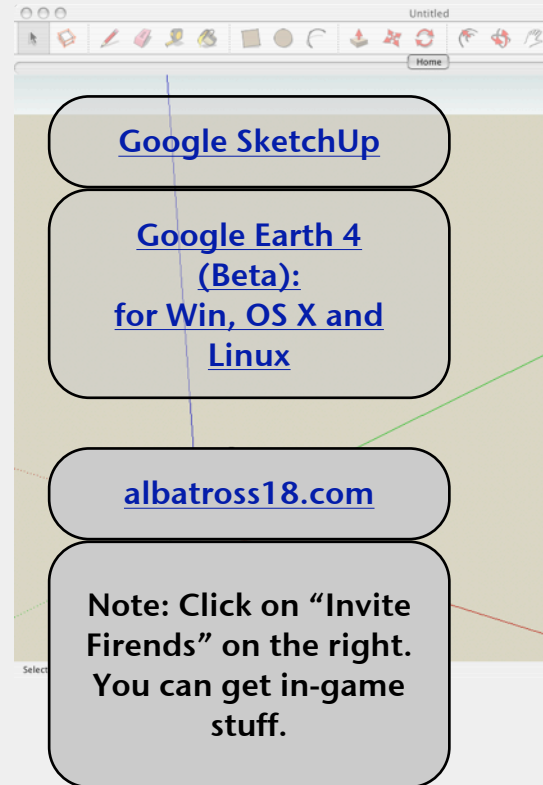 Untitled
Home
Google SketchUp
Google Earth 4
(Beta):
for Win, OS X and
Linux
albatross18.com
Note: Click on “Invite
Firends” on the right.
You can get in-game
stuff.
Select